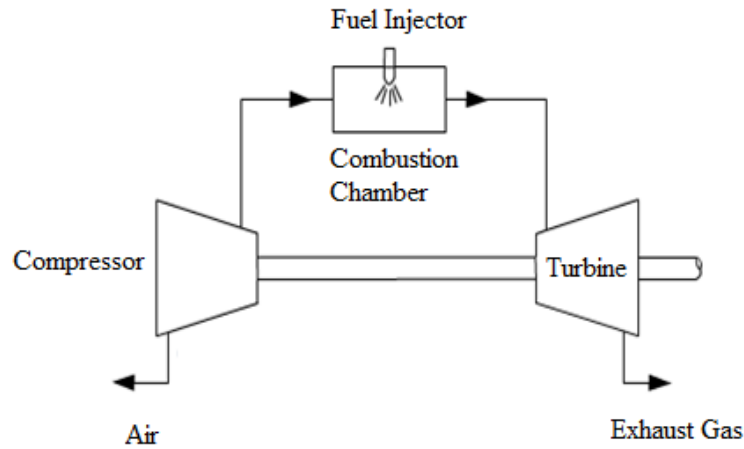 Fuel Injector
Combustion
Chamber
Compressor
Turbine
Air
Exhaust Gas